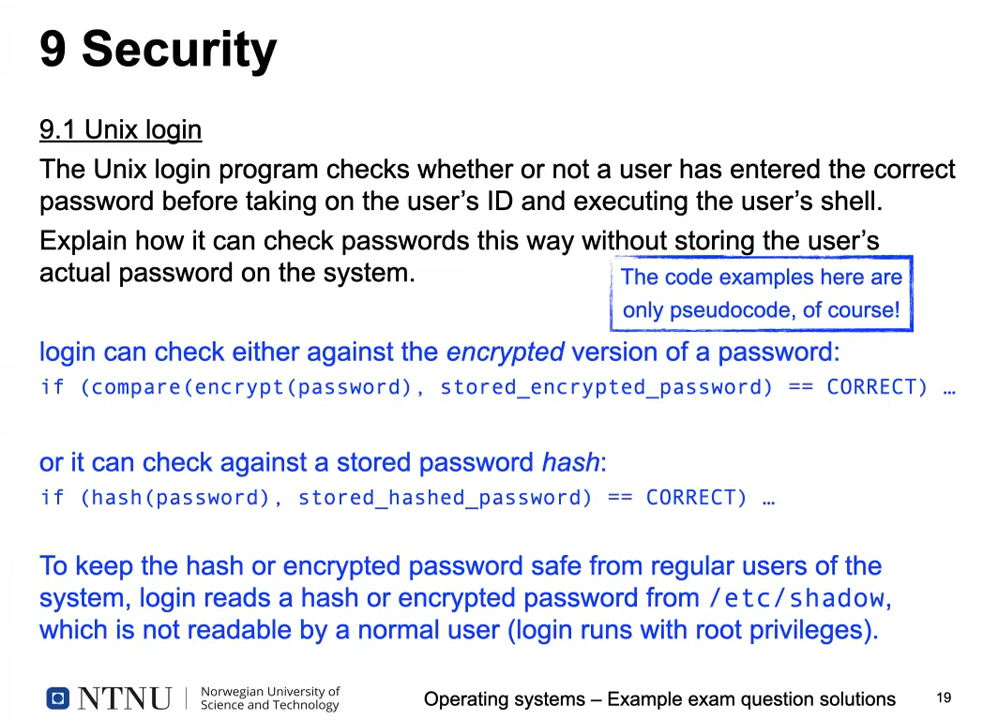 9 Security
9.1 Unix login
The Unix login program checks whether or not a user has entered the correct
password before taking on the user’s ID and executing the user’s shell.
Explain how it can check passwords this way without storing the user’s
actual password on the system.
The code examples here are
only pseudocode, of course!
login can check either against the encrypted version of a password:
if (compare(encrypt(password), stored_encrypted_password) == CORRECT) …
or it can check against a stored password hash:
if (hash(password), stored_hashed_password) == CORRECT) …
To keep the hash or encrypted password safe from regular users of the
system, login reads a hash or encrypted password from /etc/shadow,
which is not readable by a normal user (login runs with root privileges).
NTNU
Norwegian University of
Science and Technology
Operating systems – Example exam question solutions
19